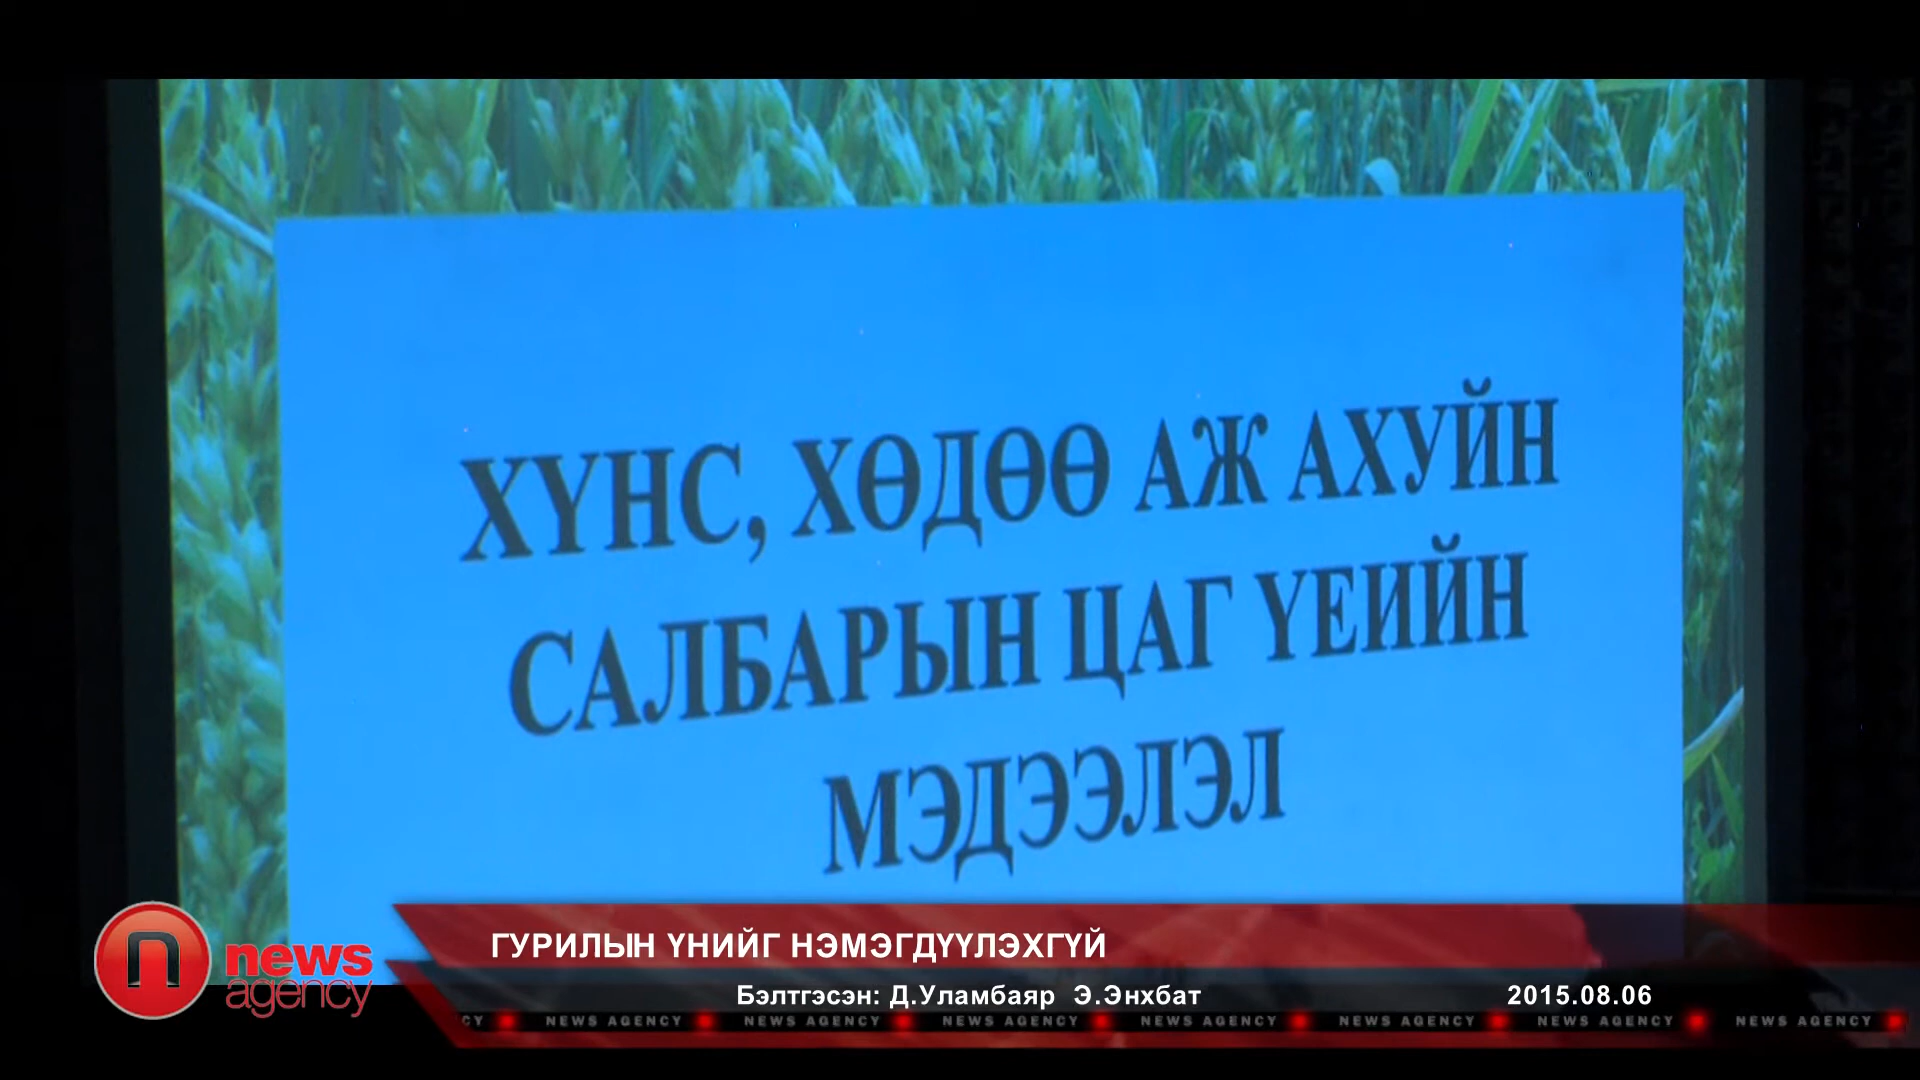 ХҮНС, ХӨДӨӨ АЖ АХУЙН
САЛБАРЫН ЦАГ ҮЕИЙН
МЭДЭЭЛЭЛ
news
agency
ГУРИЛЫН ҮНИЙГ НЭМЭГДҮҮЛЭХГҮЙ
Бэлтгэсэн: Д.Уламбаяр Э.Энхбат 2015.08.06
CY NEWS AGENCY NEWS AGENCY NEWS AGENCY NEWS AGENCY NEWS AGENCY NEWS AGENCY NEWS AGENCY